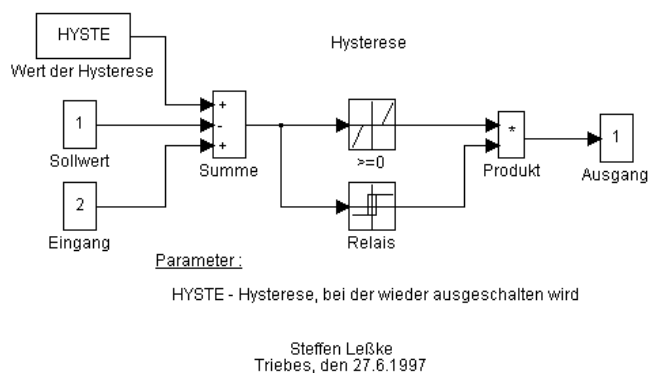 HYSTE
Hysterese
Wert der Hysterese
+
1
-
Sollwert
+
Summe
>=0
*
Produkt
1
Ausgang
2
Eingang
Relais
Parameter :
HYSTE - Hysterese, bei der wieder ausgeschalten wird
Steffen Leßke
Triebes, den 27.6.1997